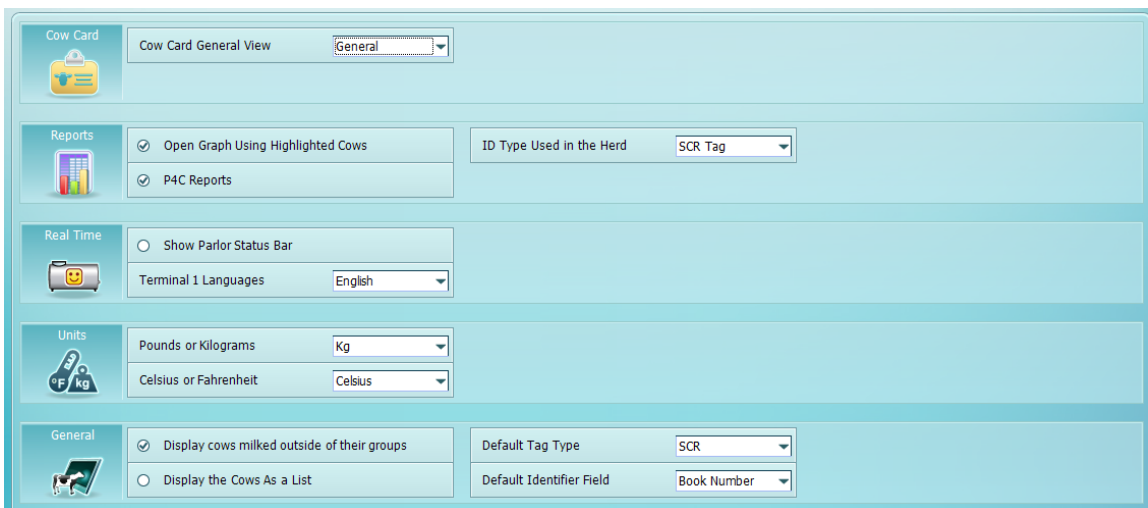 Cow Card
Cow Card General View General
Reports
Open Graph Using Highlighted Cows ID Type Used in the Herd SCR Tag
P4C Reports
Real Time
Show Parlor Status Bar
Terminal 1 Languages English
Units
Pounds or Kilograms Kg
Celsius or Fahrenheit Celsius
°F kg
General
Display cows milked outside of their groups Default Tag Type SCR
Display the Cows As a List Default Identifier Field Book Number